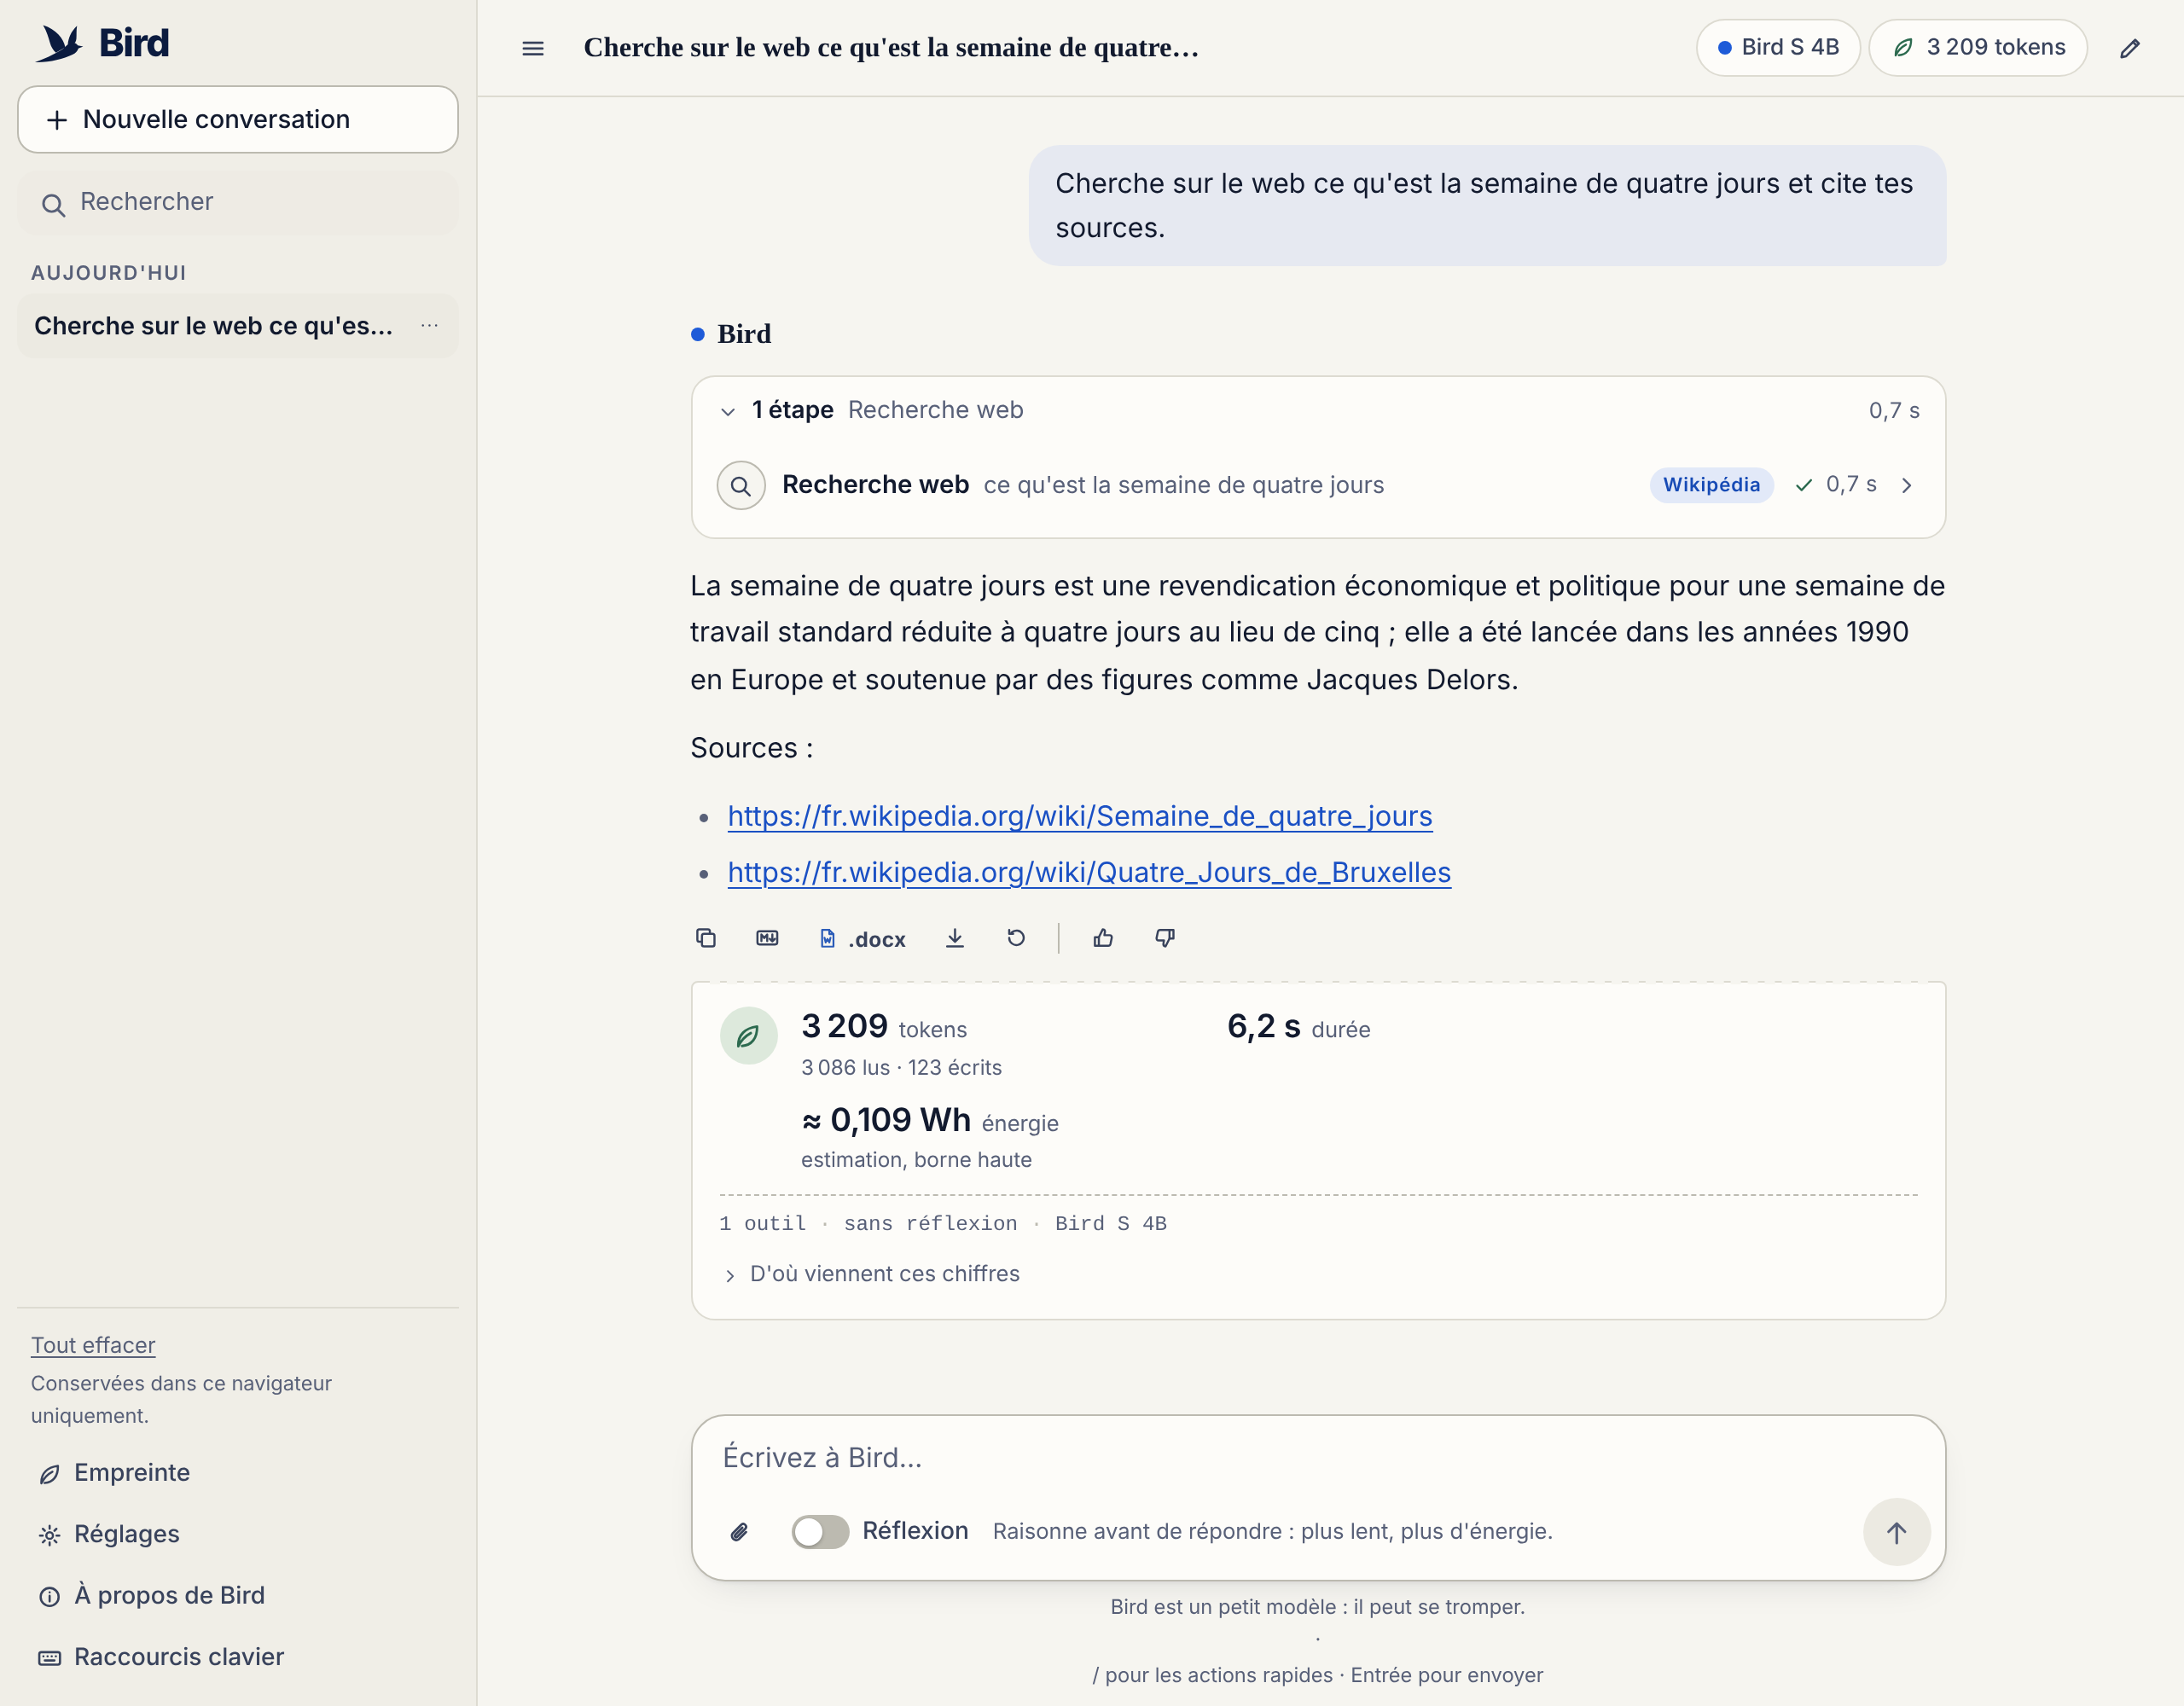 Bird
Nouvelle conversation
Rechercher
AUJOURD'HUI
Cherche sur le web ce qu'es… ···
Tout effacer
Conservées dans ce navigateur
uniquement.
Empreinte
Réglages
À propos de Bird
Raccourcis clavier
Cherche sur le web ce qu'est la semaine de quatre…
Bird S 4B
3 209 tokens
Cherche sur le web ce qu'est la semaine de quatre jours et cite tes
sources.
Bird
1 étape Recherche web 0,7 s
Recherche web ce qu'est la semaine de quatre jours Wikipédia 0,7 s
La semaine de quatre jours est une revendication économique et politique pour une semaine de
travail standard réduite à quatre jours au lieu de cinq ; elle a été lancée dans les années 1990
en Europe et soutenue par des figures comme Jacques Delors.
Sources :
• https://fr.wikipedia.org/wiki/Semaine_de_quatre_jours
• https://fr.wikipedia.org/wiki/Quatre_Jours_de_Bruxelles
.docx
3 209 tokens 6,2 s durée
3 086 lus · 123 écrits
≈ 0,109 Wh énergie
estimation, borne haute
1 outil · sans réflexion · Bird S 4B
D'où viennent ces chiffres
Écrivez à Bird…
Réflexion Raisonne avant de répondre : plus lent, plus d'énergie.
Bird est un petit modèle : il peut se tromper.
·
/ pour les actions rapides · Entrée pour envoyer